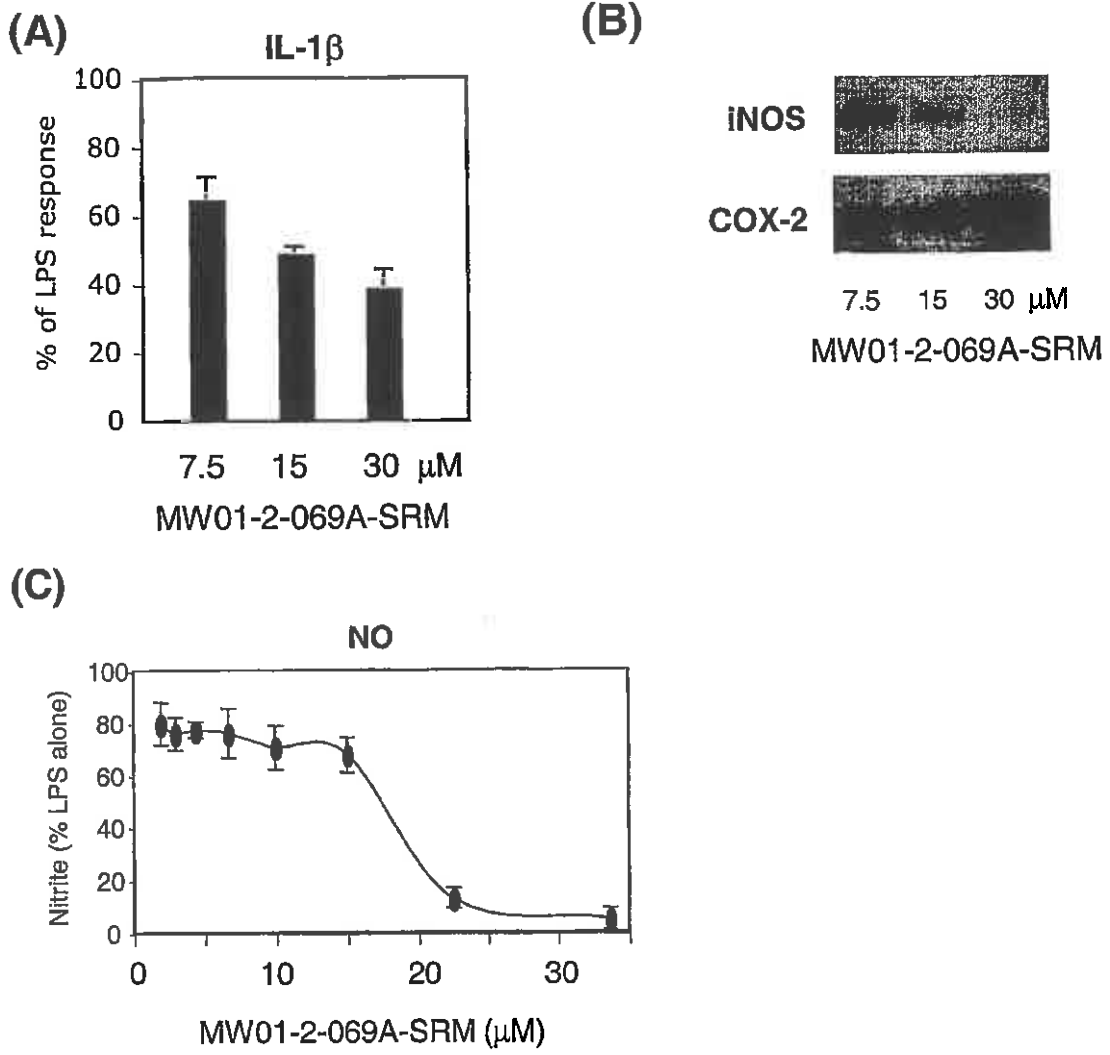 (A)
IL-1β
% of LPS response
100
80
60
40
20
0
7.5 15 30 μM
MW01-2-069A-SRM
(B)
iNOS
COX-2
7.5 15 30 μM
MW01-2-069A-SRM
(C)
NO
Nitrite (% LPS alone)
100
80
60
40
20
0
0 10 20 30
MW01-2-069A-SRM (μM)